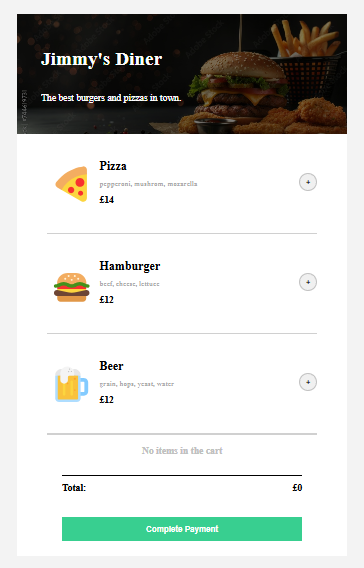 Jimmy's Diner
The best burgers and pizzas in town.
Pizza
pepperoni, mushrom, mozarella
£14
+
Hamburger
beef, cheese, lettuce
£12
+
Beer
grain, hops, yeast, water
£12
+
No items in the cart
Total: £0
Complete Payment